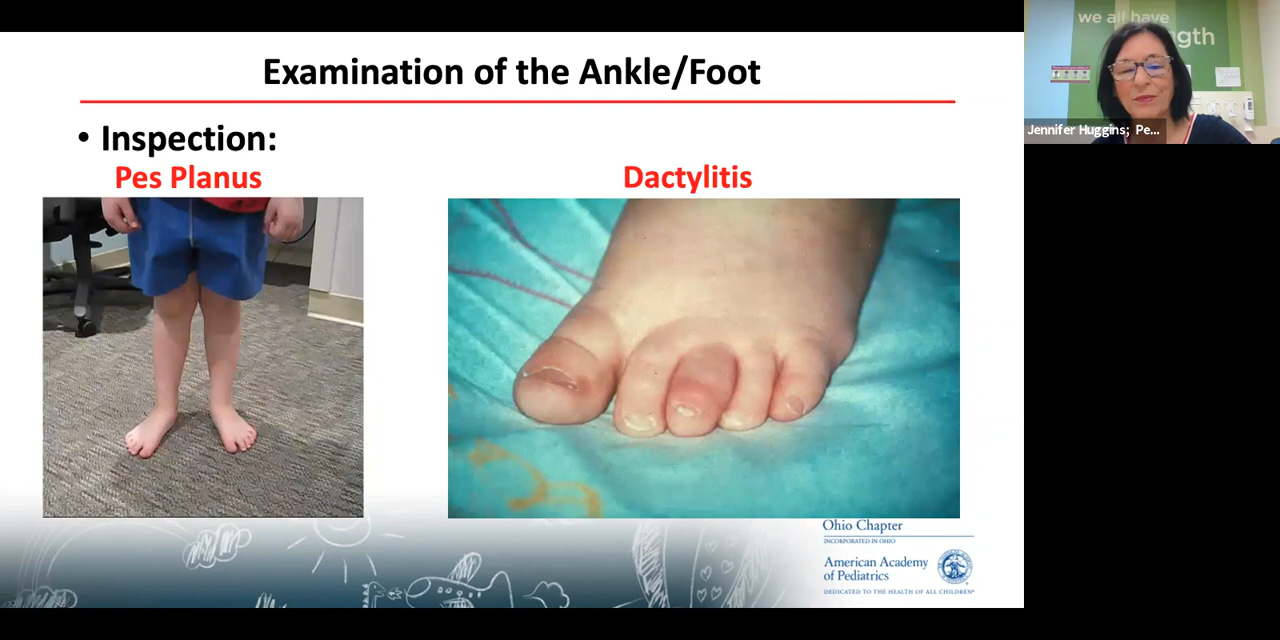 Examination of the Ankle/Foot
• Inspection:
Pes Planus
Dactylitis
Ohio Chapter
INCORPORATED IN OHIO
American Academy
of Pediatrics
DEDICATED TO THE HEALTH OF ALL CHILDREN®
we all have
ngth
Jennifer Huggins; Pe...